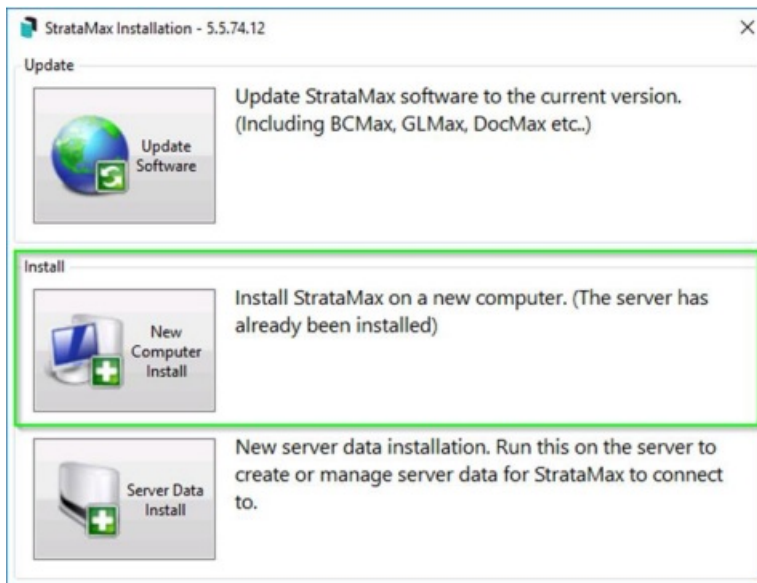 StrataMax Installation - 5.5.74.12
Update
Update
Software
Update StrataMax software to the current version.
(Including BCMax, GLMax, DocMax etc..)
Install
New
Computer
Install
Install StrataMax on a new computer. (The server has
already been installed)
Server Data
Install
New server data installation. Run this on the server to
create or manage server data for StrataMax to connect
to.